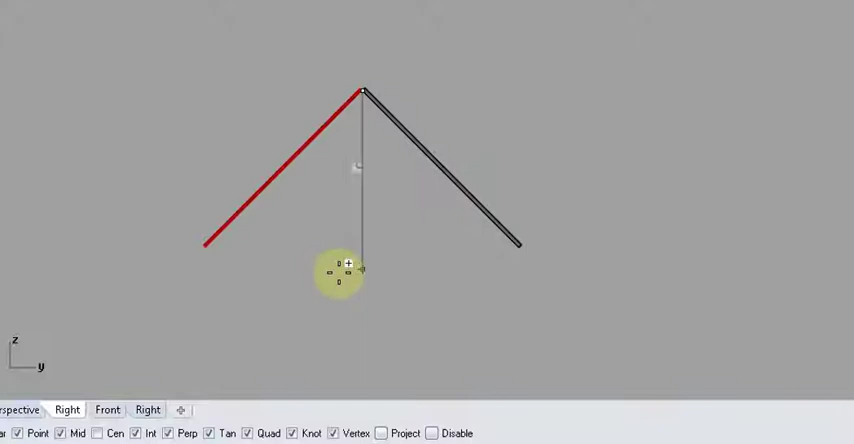 z
y
rspective Right Front Right
ar Point Mid Cen Int Perp Tan Quad Knot Vertex Project Disable